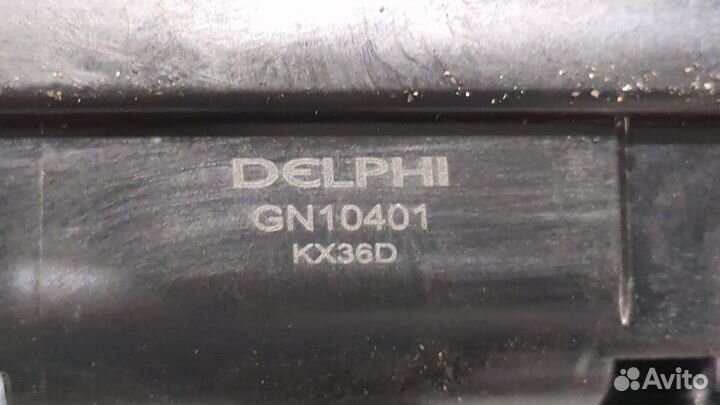 DELPHI
GN10401
KX36D
Avito